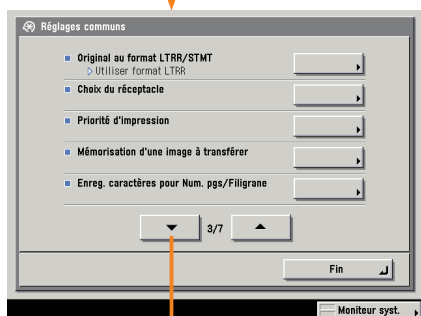 Réglages communs
Original au format LTRR/STMT
Utiliser format LTRR
Choix du réceptacle
Priorité d'impression
Mémorisation d'une image à transférer
Enreg. caractères pour Num. pgs/Filigrane
3/7
Fin
Moniteur syst.